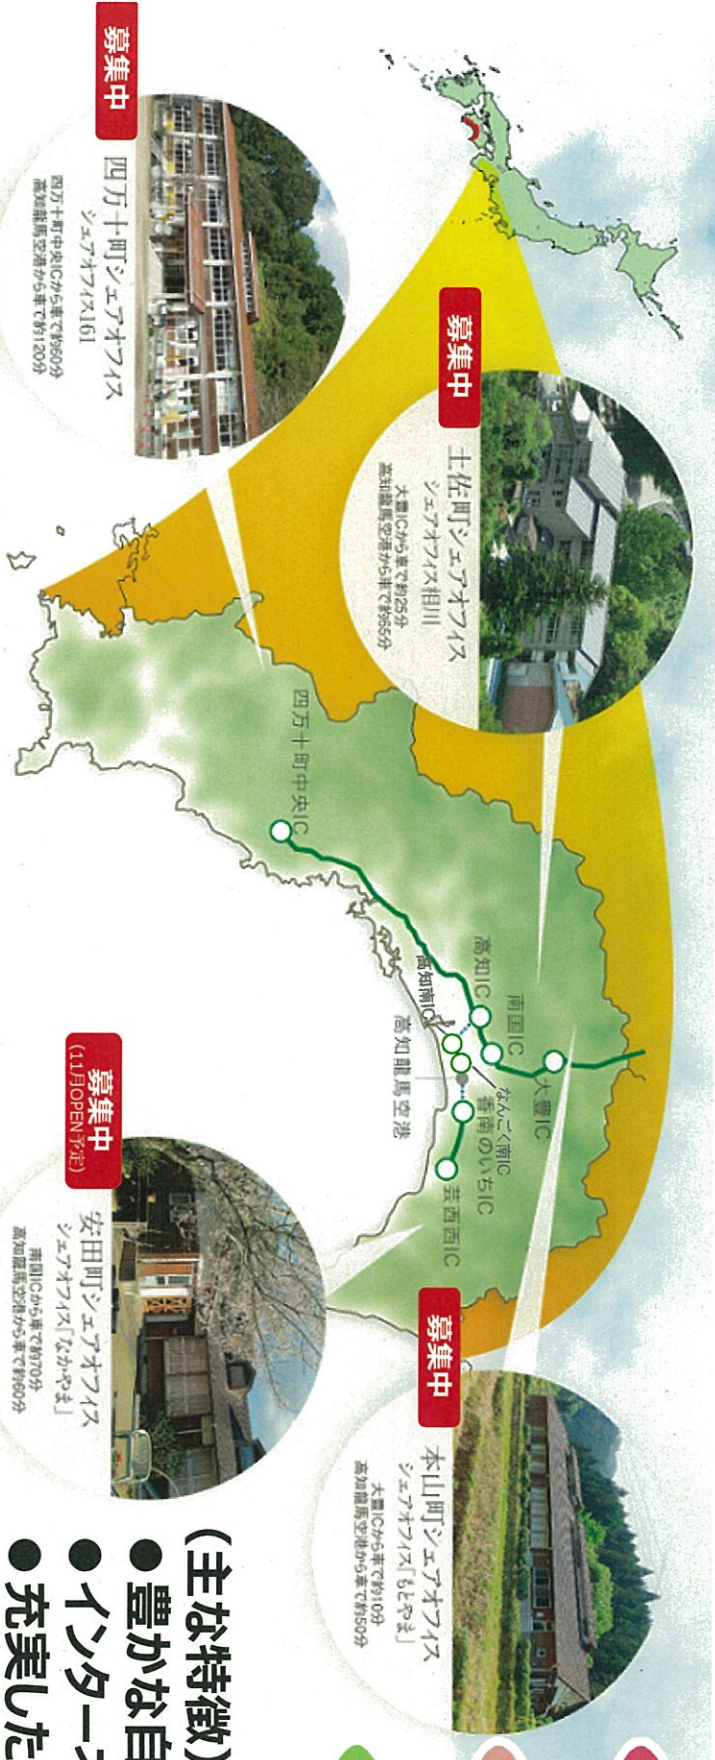 募集中
四万十町シェアオフィス
シェアオフィス161
四万十町中央ICから車で約60分
高知龍馬空港から車で約120分
募集中
土佐町シェアオフィス
シェアオフィス相川
大豊ICから車で約25分
高知龍馬空港から車で約65分
四万十町中央IC
高知IC
南国IC
大豊IC
高知南IC
なんごく南IC
香南のいちIC
高知龍馬空港
芸西西IC
募集中
(11月OPEN予定)
安田町シェアオフィス
シェアオフィス「なかやま」
南国ICから車で約70分
高知龍馬空港から車で約60分
募集中
本山町シェアオフィス
シェアオフィス「もとやま」
大豊ICから車で約10分
高知龍馬空港から車で約50分
(主な特徴)
●豊かな自
●インター
●充実した